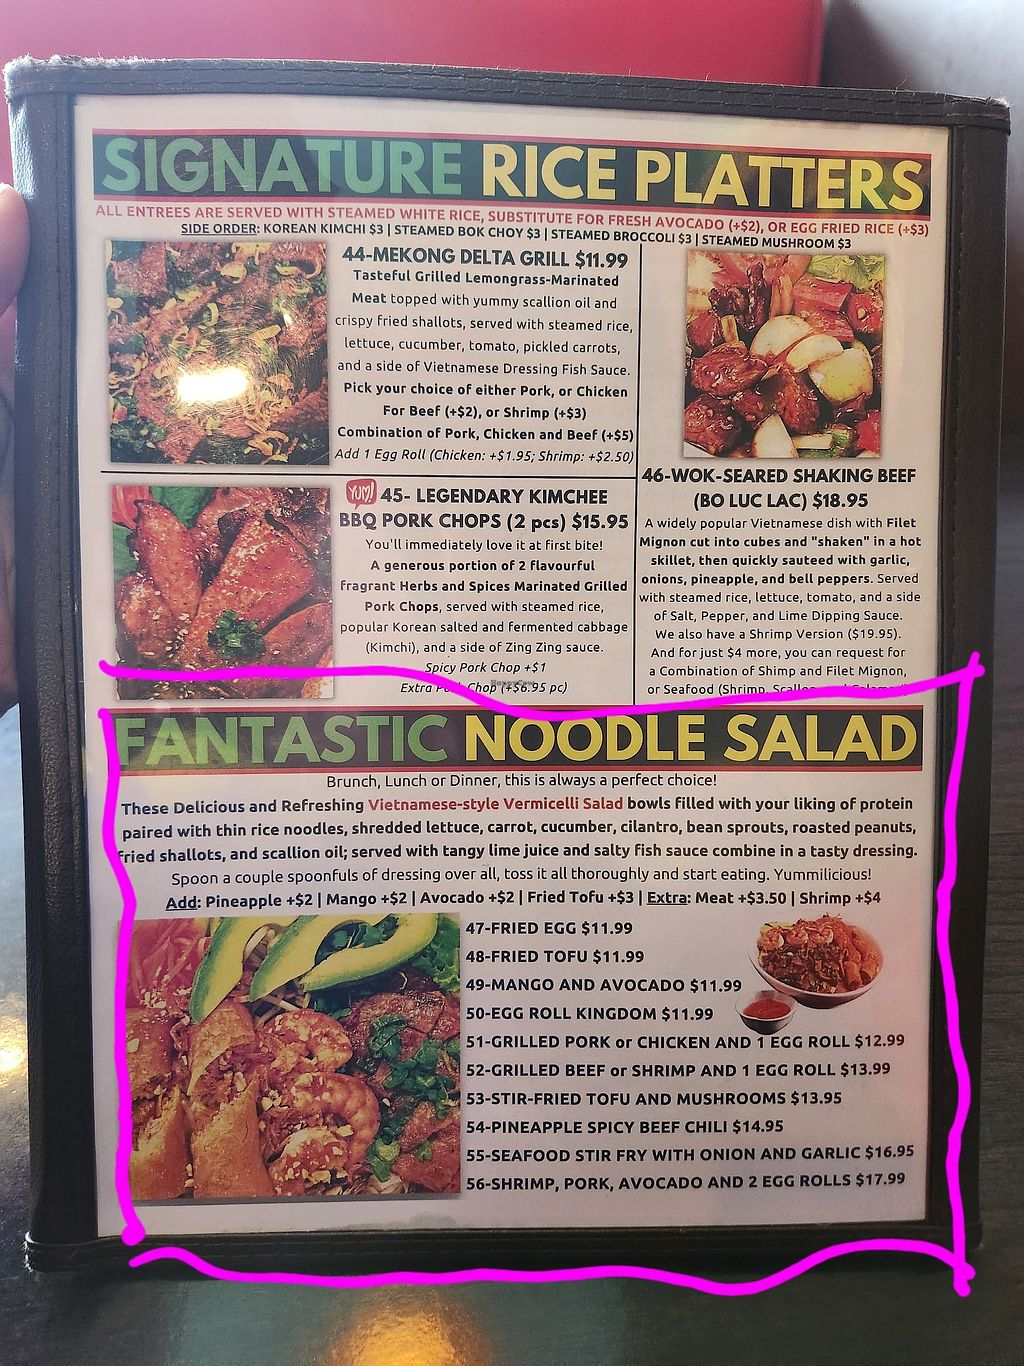 SIGNATURE RICE PLATTERS
ALL ENTREES ARE SERVED WITH STEAMED WHITE RICE, SUBSTITUTE FOR FRESH AVOCADO (+$2), OR EGG FRIED RICE (+$3)
SIDE ORDER: KOREAN KIMCHI $3 | STEAMED BOK CHOY $3 | STEAMED BROCCOLI $3 | STEAMED MUSHROOM $3
44-MEKONG DELTA GRILL $11.99
Tasteful Grilled Lemongrass-Marinated
Meat topped with yummy scallion oil and
crispy fried shallots, served with steamed rice,
lettuce, cucumber, tomato, pickled carrots,
and a side of Vietnamese Dressing Fish Sauce.
Pick your choice of either Pork, or Chicken
For Beef (+$2), or Shrimp (+$3)
Combination of Pork, Chicken and Beef (+$5)
Add 1 Egg Roll (Chicken: +$1.95; Shrimp: +$2.50)
YUM!
45- LEGENDARY KIMCHEE
BBQ PORK CHOPS (2 pcs) $15.95
You'll immediately love it at first bite!
A generous portion of 2 flavourful
fragrant Herbs and Spices Marinated Grilled
Pork Chops, served with steamed rice,
popular Korean salted and fermented cabbage
(Kimchi), and a side of Zing Zing sauce.
Spicy Pork Chop +$1
Extra Pork Chop (+$6.95 pc)
46-WOK-SEARED SHAKING BEEF
(BO LUC LAC) $18.95
A widely popular Vietnamese dish with Filet
Mignon cut into cubes and "shaken" in a hot
skillet, then quickly sauteed with garlic,
onions, pineapple, and bell peppers. Served
with steamed rice, lettuce, tomato, and a side
of Salt, Pepper, and Lime Dipping Sauce.
We also have a Shrimp Version ($19.95).
And for just $4 more, you can request for
a Combination of Shimp and Filet Mignon,
or Seafood (Shrimp, Scallop, and Calamari)
FANTASTIC NOODLE SALAD
Brunch, Lunch or Dinner, this is always a perfect choice!
These Delicious and Refreshing Vietnamese-style Vermicelli Salad bowls filled with your liking of protein
paired with thin rice noodles, shredded lettuce, carrot, cucumber, cilantro, bean sprouts, roasted peanuts,
fried shallots, and scallion oil; served with tangy lime juice and salty fish sauce combine in a tasty dressing.
Spoon a couple spoonfuls of dressing over all, toss it all thoroughly and start eating. Yummilicious!
Add: Pineapple +$2 | Mango +$2 | Avocado +$2 | Fried Tofu +$3 | Extra: Meat +$3.50 | Shrimp +$4
47-FRIED EGG $11.99
48-FRIED TOFU $11.99
49-MANGO AND AVOCADO $11.99
50-EGG ROLL KINGDOM $11.99
51-GRILLED PORK or CHICKEN AND 1 EGG ROLL $12.99
52-GRILLED BEEF or SHRIMP AND 1 EGG ROLL $13.99
53-STIR-FRIED TOFU AND MUSHROOMS $13.95
54-PINEAPPLE SPICY BEEF CHILI $14.95
55-SEAFOOD STIR FRY WITH ONION AND GARLIC $16.95
56-SHRIMP, PORK, AVOCADO AND 2 EGG ROLLS $17.99